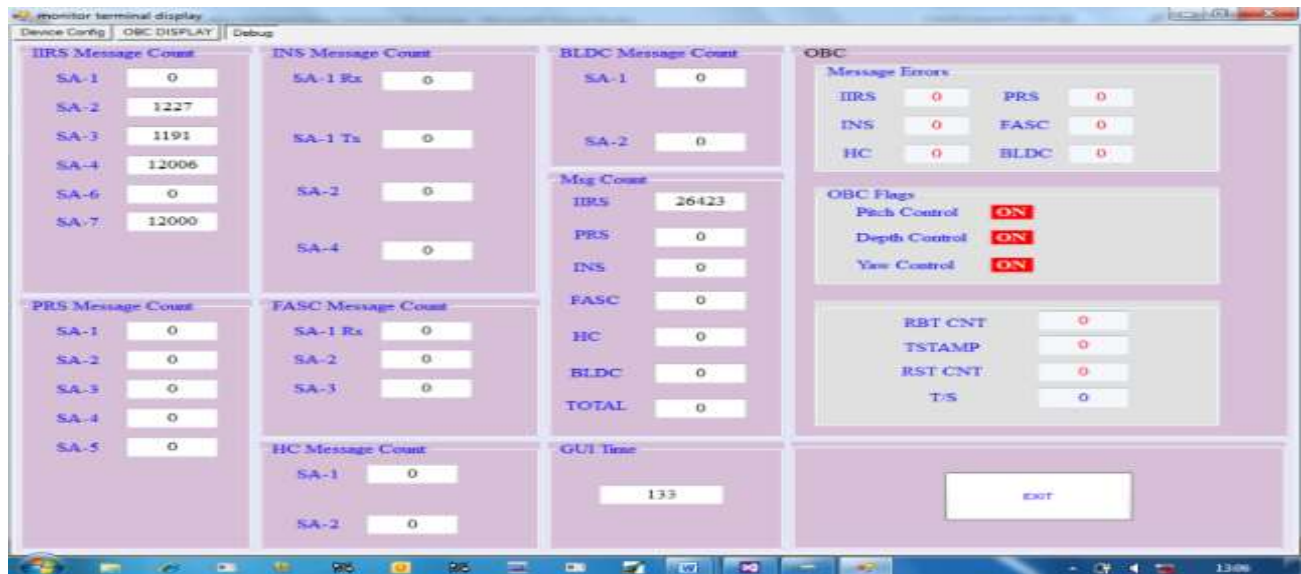 monitor terminal display
Device Config OBC DISPLAY Debug
IIRS Message Count
SA-1 0
SA-2 1227
SA-3 1191
SA-4 12006
SA-6 0
SA-7 12000
INS Message Count
SA-1 Rx 0
SA-1 Tx 0
SA-2 0
SA-4 0
BLDC Message Count
SA-1 0
SA-2 0
OBC
Message Errors
IIRS 0 PRS 0
INS 0 FASC 0
HC 0 BLDC 0
Msg Count
IIRS 26423
PRS 0
INS 0
FASC 0
HC 0
BLDC 0
TOTAL 0
OBC Flags
Pitch Control ON
Depth Control ON
Yaw Control ON
PRS Message Count
SA-1 0
SA-2 0
SA-3 0
SA-4 0
SA-5 0
FASC Message Count
SA-1 Rx 0
SA-2 0
SA-3 0
RBT CNT 0
TSTAMP 0
RST CNT 0
T/S 0
HC Message Count
SA-1 0
SA-2 0
GUI Time
133
EXIT
13:06